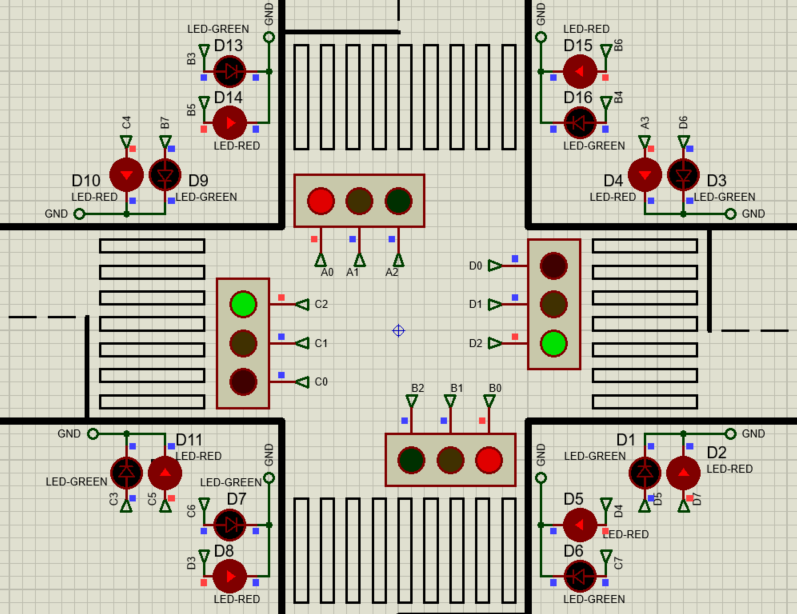 LED-GREEN
D13
B3
GND
D14
B5
LED-RED
GND
LED-RED
D15
B6
D16
B4
LED-GREEN
C4
B7
D10
D9
LED-RED
LED-GREEN
GND
A3
D6
D4
D3
LED-RED
LED-GREEN
GND
A0
A1
A2
C2
C1
C0
D0
D1
D2
B2
B1
B0
GND
D11
LED-RED
LED-GREEN
C3
C5
LED-GREEN
GND
D7
C6
D8
D3
LED-RED
GND
D1
LED-GREEN
D2
LED-RED
D5
D7
GND
D5
D4
LED-RED
D6
C7
LED-GREEN